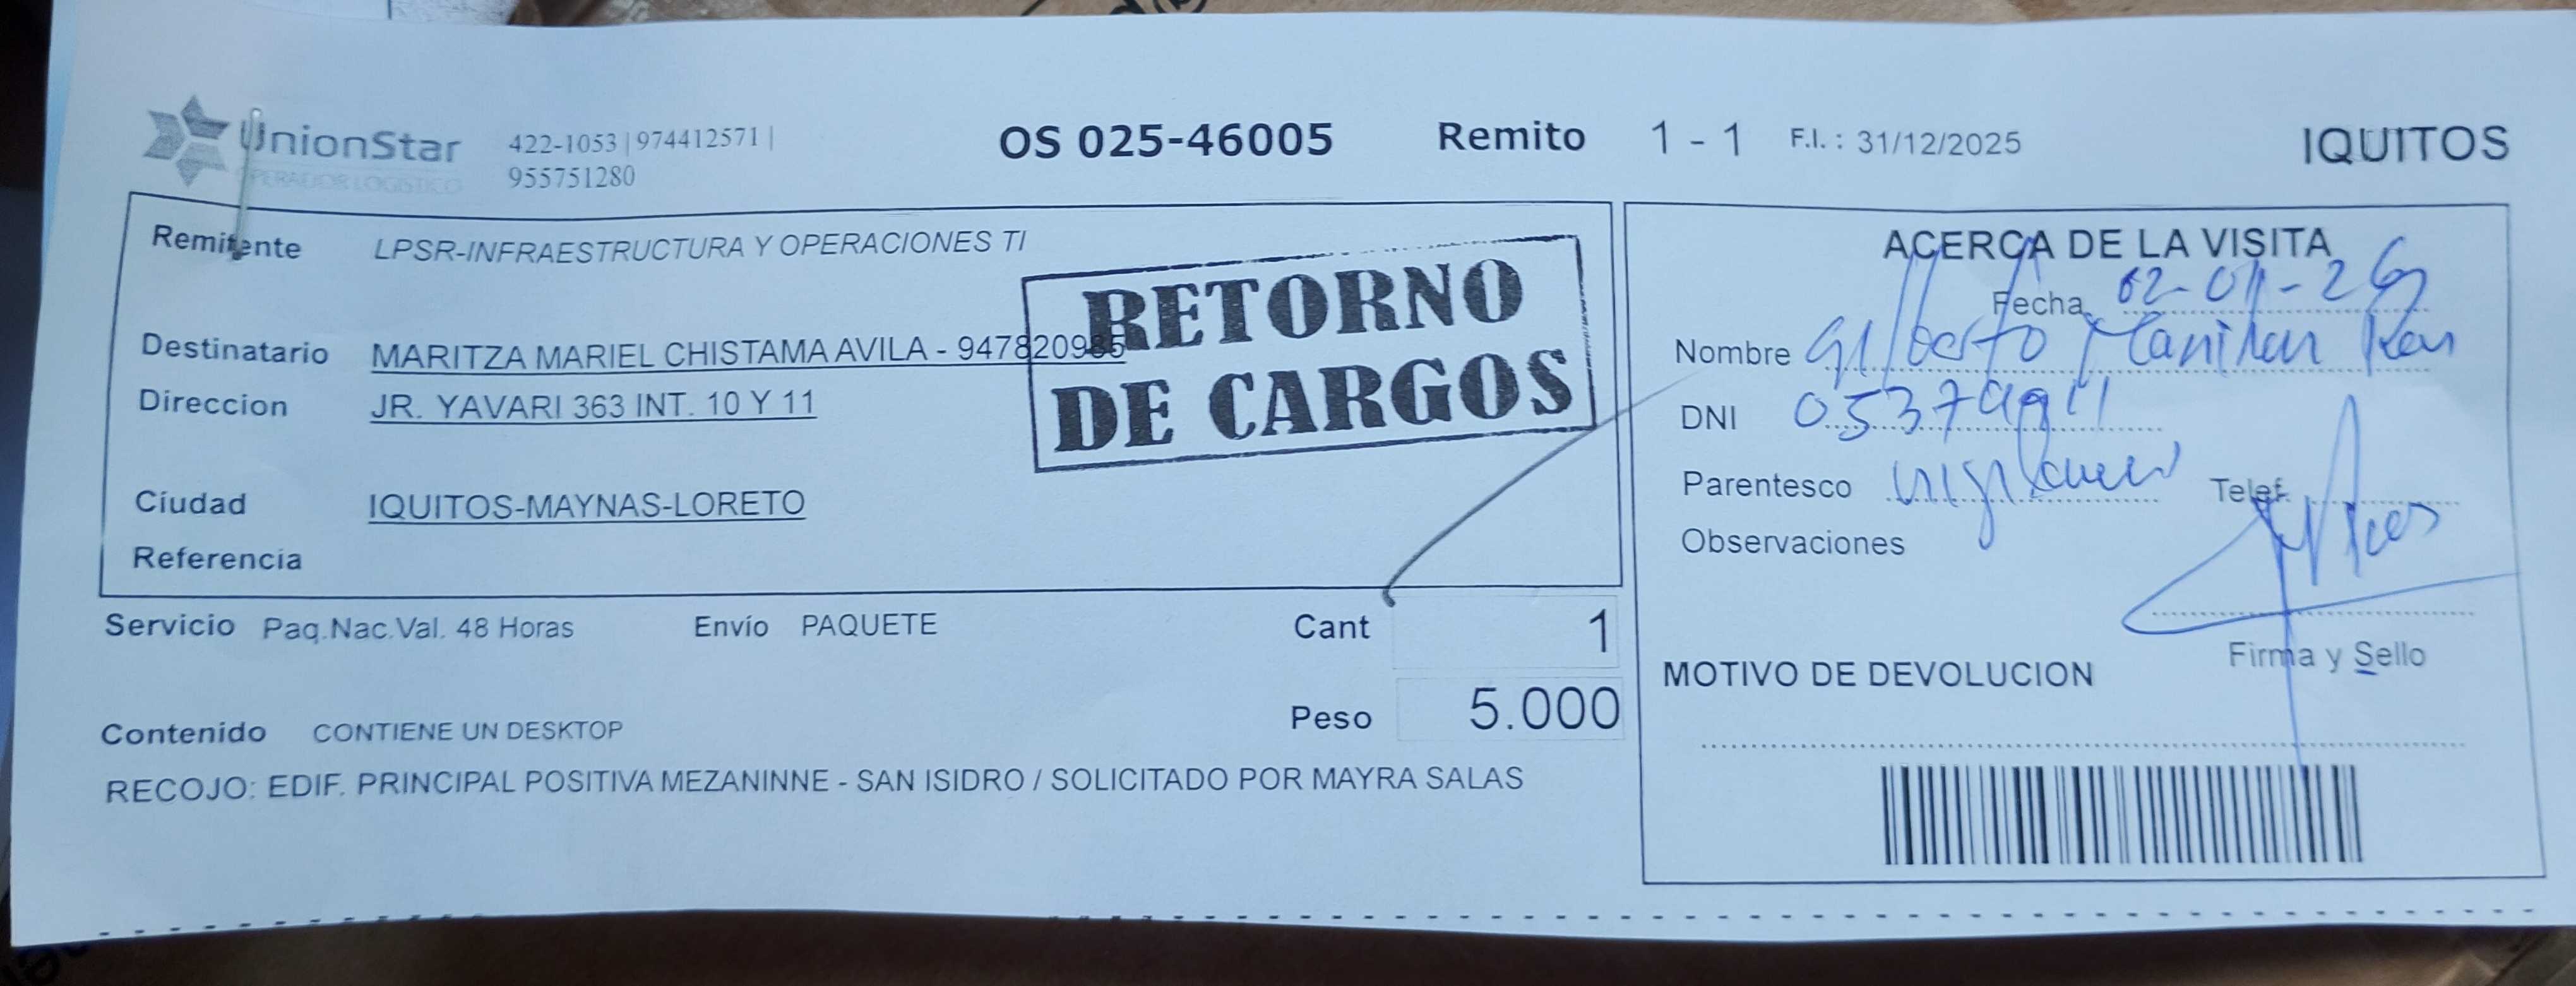 UnionStar
OPERADOR LOGISTICO
422-1053 | 974412571 |
955751280
OS 025-46005 Remito 1 - 1 F.I. : 31/12/2025 IQUITOS
Remitente LPSR-INFRAESTRUCTURA Y OPERACIONES TI
Destinatario MARITZA MARIEL CHISTAMA AVILA - 947820985
Direccion JR. YAVARI 363 INT. 10 Y 11
Ciudad IQUITOS-MAYNAS-LORETO
Referencia
RETORNO
DE CARGOS
Servicio Paq.Nac.Val. 48 Horas Envío PAQUETE Cant 1
Peso 5.000
Contenido CONTIENE UN DESKTOP
RECOJO: EDIF. PRINCIPAL POSITIVA MEZANINNE - SAN ISIDRO / SOLICITADO POR MAYRA SALAS
ACERCA DE LA VISITA
Fecha 02-01-26
Nombre Gilberto
DNI
Parentesco Telef.
Observaciones
Firma y Sello
MOTIVO DE DEVOLUCION